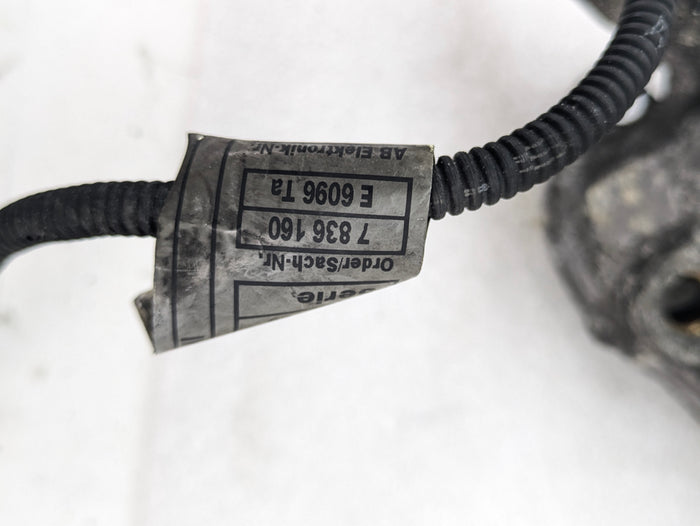 Serie,
Order/Sach-Nr,
7 836 160
E 6096 Ta
AB Elektronik-Nr.